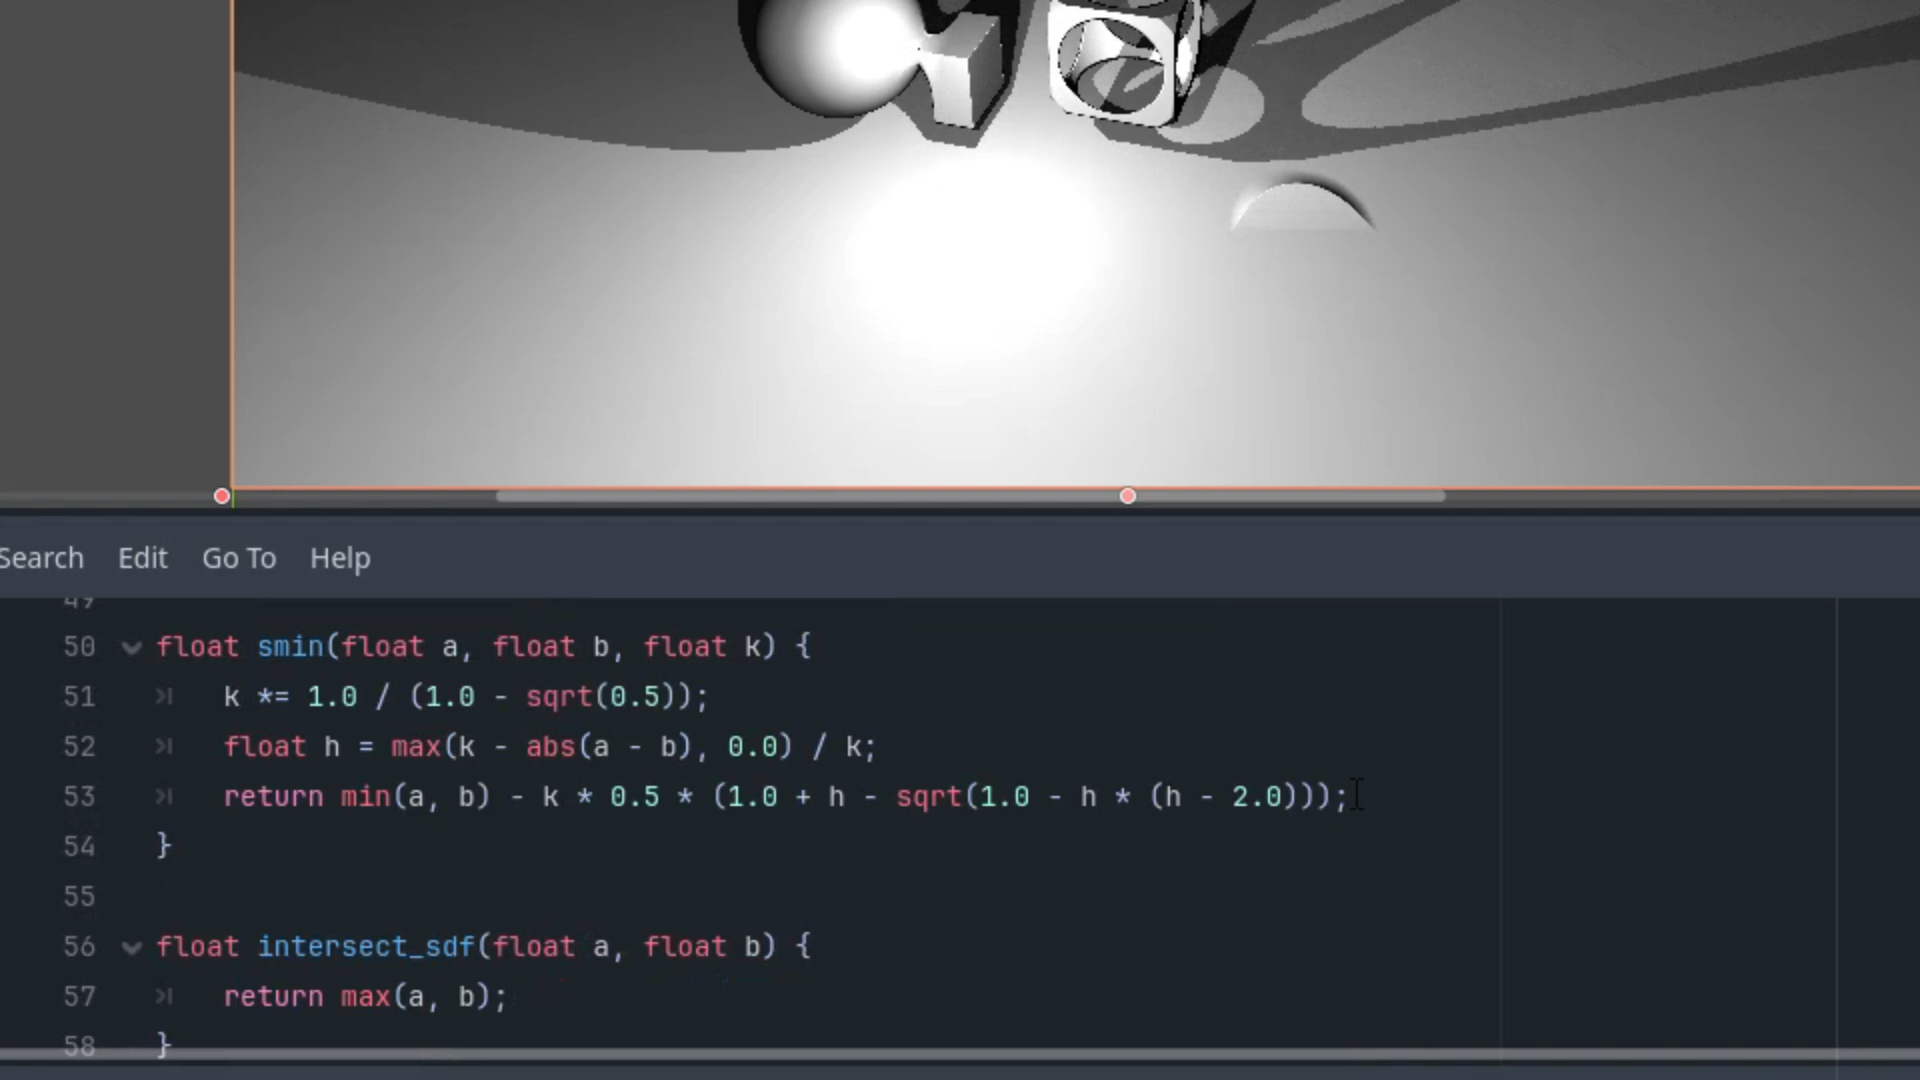 Search Edit Go To Help
49
50 float smin(float a, float b, float k) {
51 k *= 1.0 / (1.0 - sqrt(0.5));
52 float h = max(k - abs(a - b), 0.0) / k;
53 return min(a, b) - k * 0.5 * (1.0 + h - sqrt(1.0 - h * (h - 2.0)));
54 }
55
56 float intersect_sdf(float a, float b) {
57 return max(a, b);
58 }